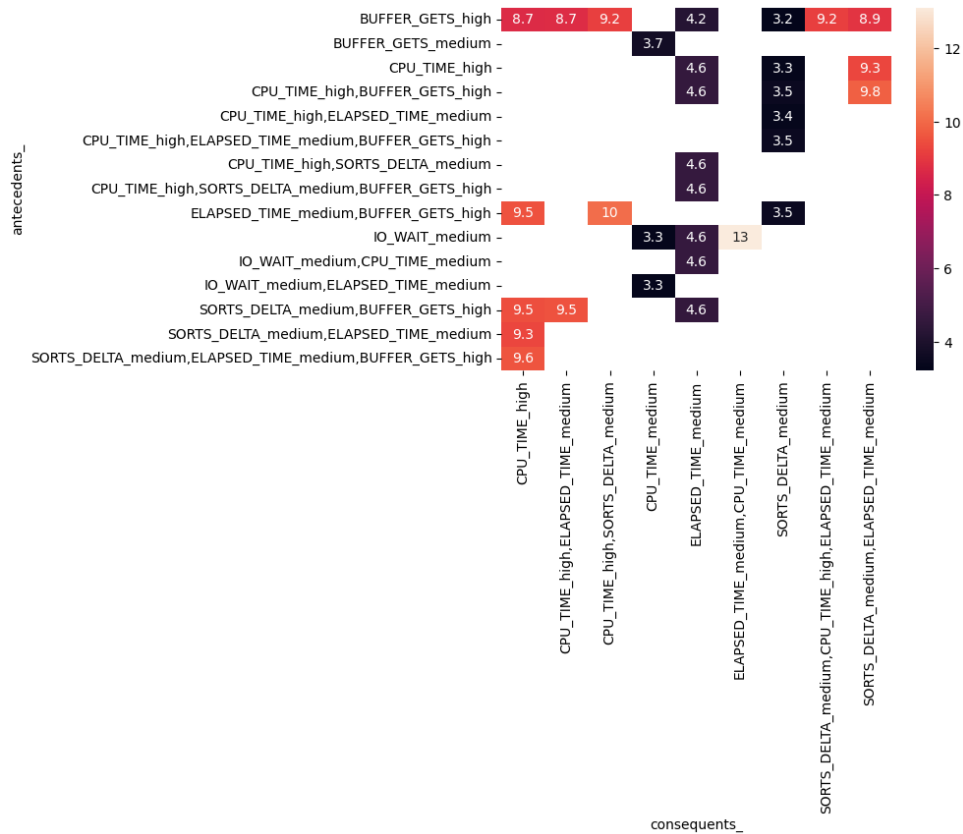 antecedents_
BUFFER_GETS_high 8.7 8.7 9.2 4.2 3.2 9.2 8.9
BUFFER_GETS_medium 3.7
CPU_TIME_high 4.6 3.3 9.3
CPU_TIME_high,BUFFER_GETS_high 4.6 3.5 9.8
CPU_TIME_high,ELAPSED_TIME_medium 3.4
CPU_TIME_high,ELAPSED_TIME_medium,BUFFER_GETS_high 3.5
CPU_TIME_high,SORTS_DELTA_medium 4.6
CPU_TIME_high,SORTS_DELTA_medium,BUFFER_GETS_high 4.6
ELAPSED_TIME_medium,BUFFER_GETS_high 9.5 10 3.5
IO_WAIT_medium 3.3 4.6 13
IO_WAIT_medium,CPU_TIME_medium 4.6
IO_WAIT_medium,ELAPSED_TIME_medium 3.3
SORTS_DELTA_medium,BUFFER_GETS_high 9.5 9.5 4.6
SORTS_DELTA_medium,ELAPSED_TIME_medium 9.3
SORTS_DELTA_medium,ELAPSED_TIME_medium,BUFFER_GETS_high 9.6
CPU_TIME_high
CPU_TIME_high,ELAPSED_TIME_medium
CPU_TIME_high,SORTS_DELTA_medium
CPU_TIME_medium
ELAPSED_TIME_medium
ELAPSED_TIME_medium,CPU_TIME_medium
SORTS_DELTA_medium
SORTS_DELTA_medium,CPU_TIME_high,ELAPSED_TIME_medium
SORTS_DELTA_medium,ELAPSED_TIME_medium
consequents_
12
10
8
6
4